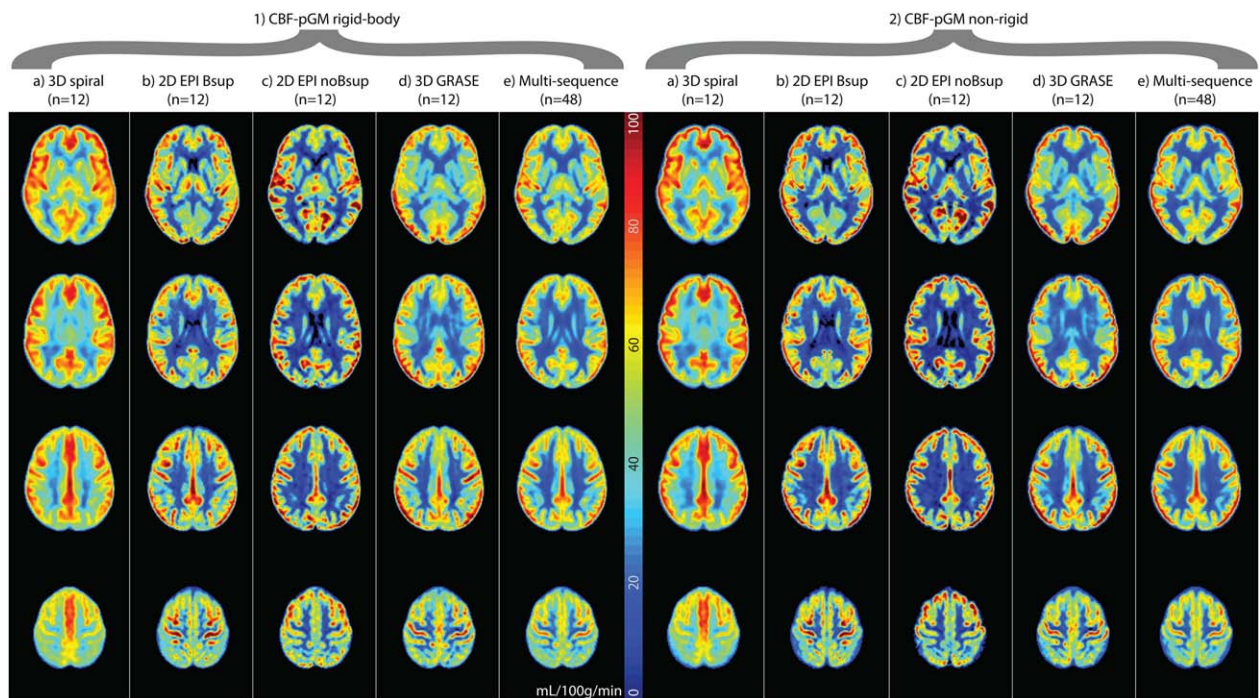 1) CBF-pGM rigid-body
2) CBF-pGM non-rigid
a) 3D spiral
(n=12)
b) 2D EPI Bsup
(n=12)
c) 2D EPI noBsup
(n=12)
d) 3D GRASE
(n=12)
e) Multi-sequence
(n=48)
a) 3D spiral
(n=12)
b) 2D EPI Bsup
(n=12)
c) 2D EPI noBsup
(n=12)
d) 3D GRASE
(n=12)
e) Multi-sequence
(n=48)
100
80
60
40
20
0
mL/100g/min